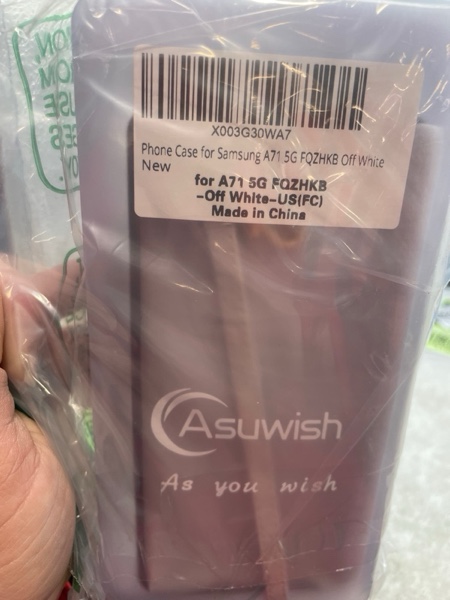 X003G30WA7
Phone Case for Samsung A71 5G FQZHKB Off White
New
for A71 5G FQZHKB
-Off White-US(FC)
Made in China
Asuwish
As you wish